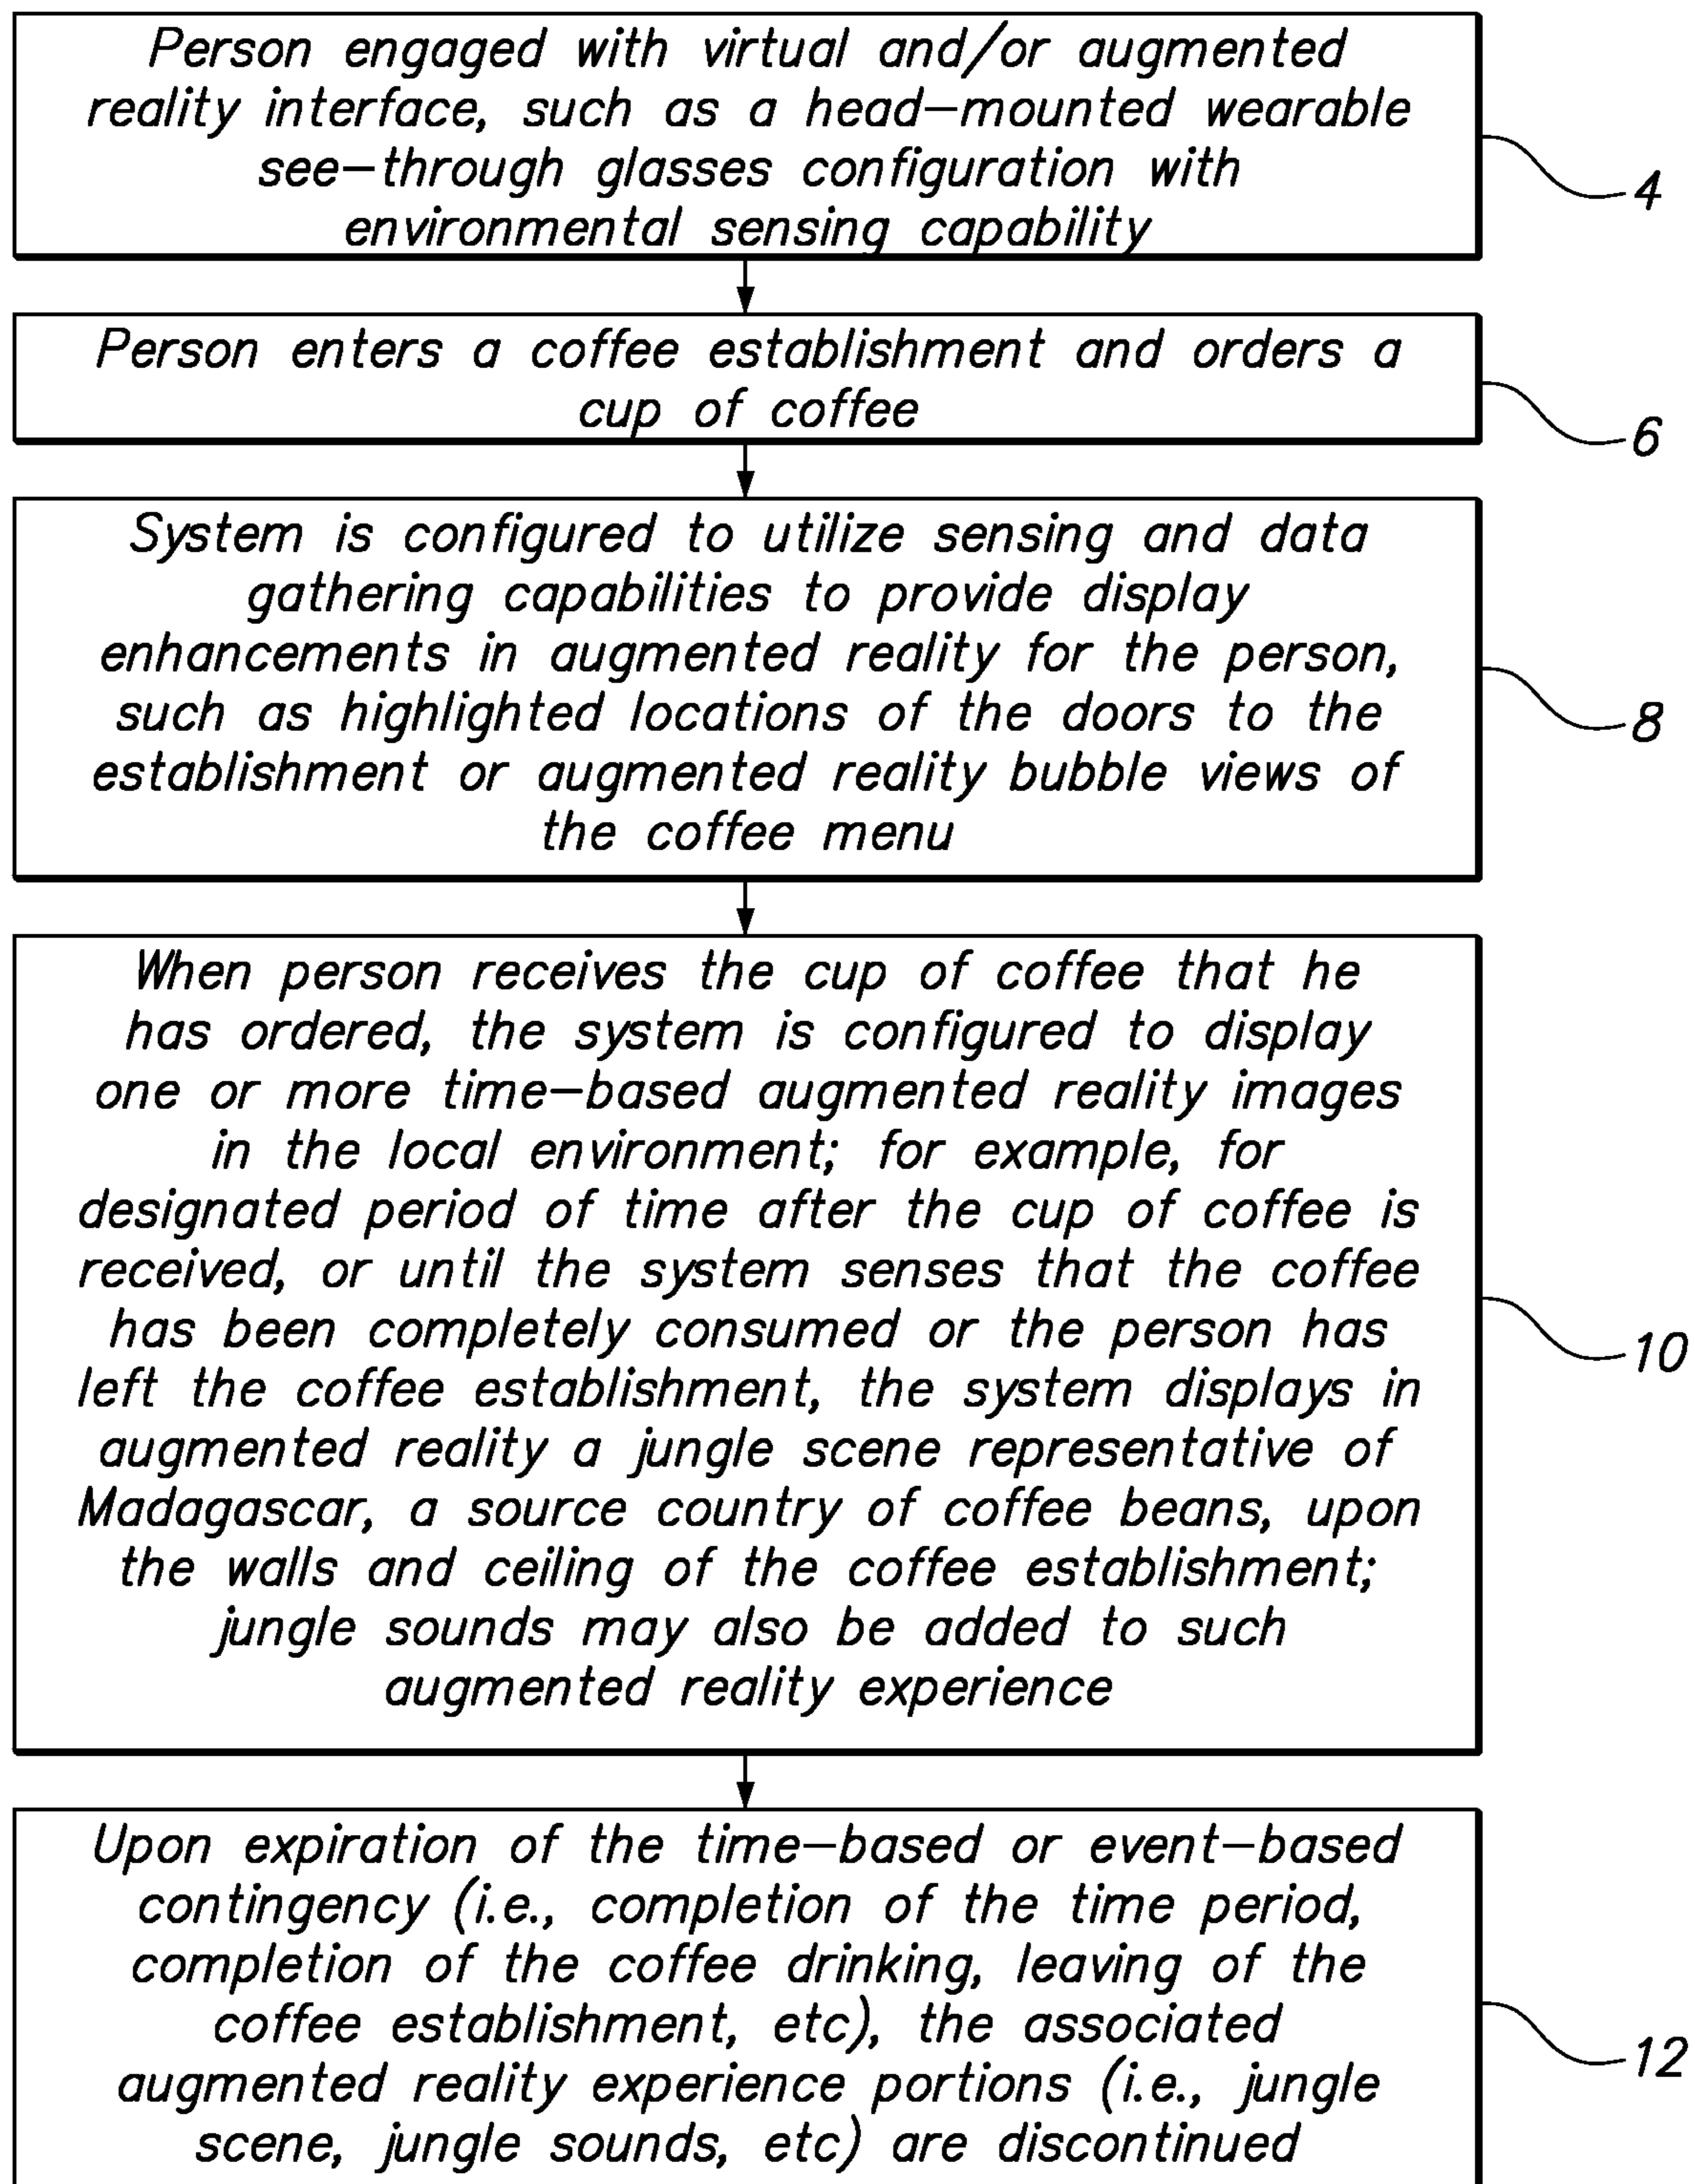 Person engaged with virtual and/or augmented
reality interface, such as a head-mounted wearable
see-through glasses configuration with
environmental sensing capability
4
Person enters a coffee establishment and orders a
cup of coffee
6
System is configured to utilize sensing and data
gathering capabilities to provide display
enhancements in augmented reality for the person,
such as highlighted locations of the doors to the
establishment or augmented reality bubble views of
the coffee menu
8
When person receives the cup of coffee that he
has ordered, the system is configured to display
one or more time-based augmented reality images
in the local environment; for example, for
designated period of time after the cup of coffee is
received, or until the system senses that the coffee
has been completely consumed or the person has
left the coffee establishment, the system displays in
augmented reality a jungle scene representative of
Madagascar, a source country of coffee beans, upon
the walls and ceiling of the coffee establishment;
jungle sounds may also be added to such
augmented reality experience
10
Upon expiration of the time-based or event-based
contingency (i.e., completion of the time period,
completion of the coffee drinking, leaving of the
coffee establishment, etc), the associated
augmented reality experience portions (i.e., jungle
scene, jungle sounds, etc) are discontinued
12